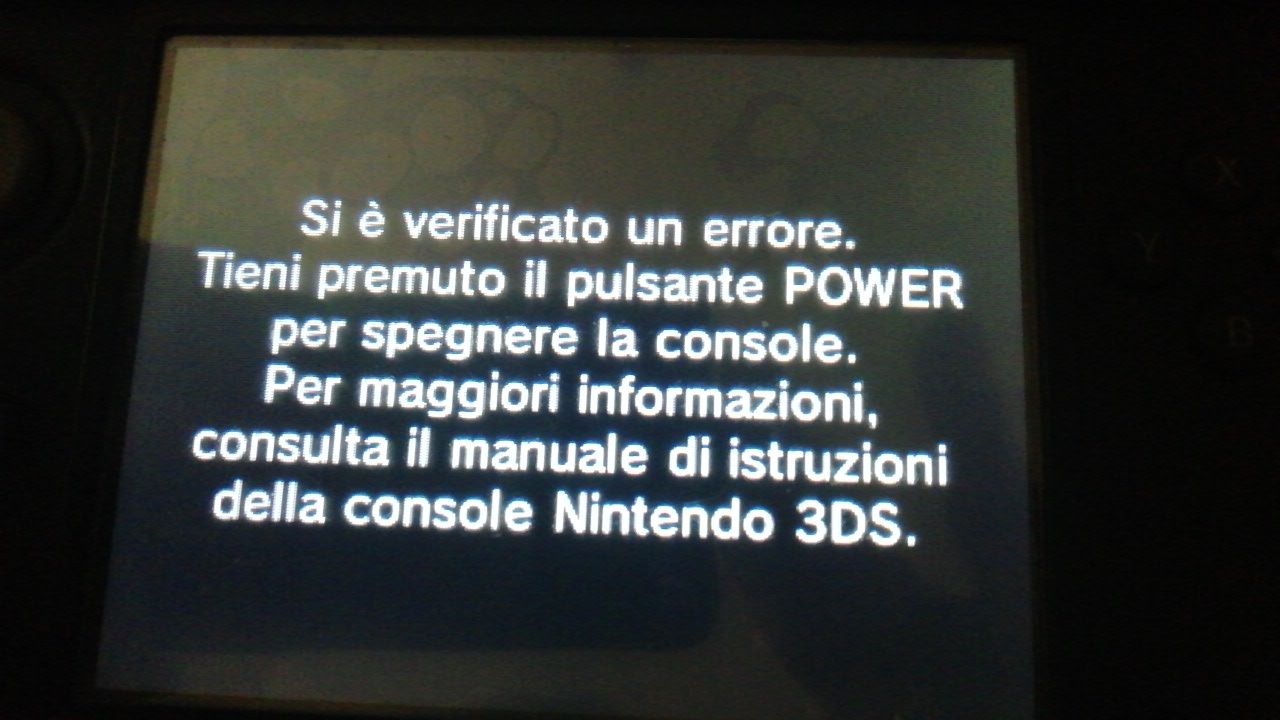 Si è verificato un errore.
Tieni premuto il pulsante POWER
per spegnere la console.
Per maggiori informazioni,
consulta il manuale di istruzioni
della console Nintendo 3DS.
X
Y
B